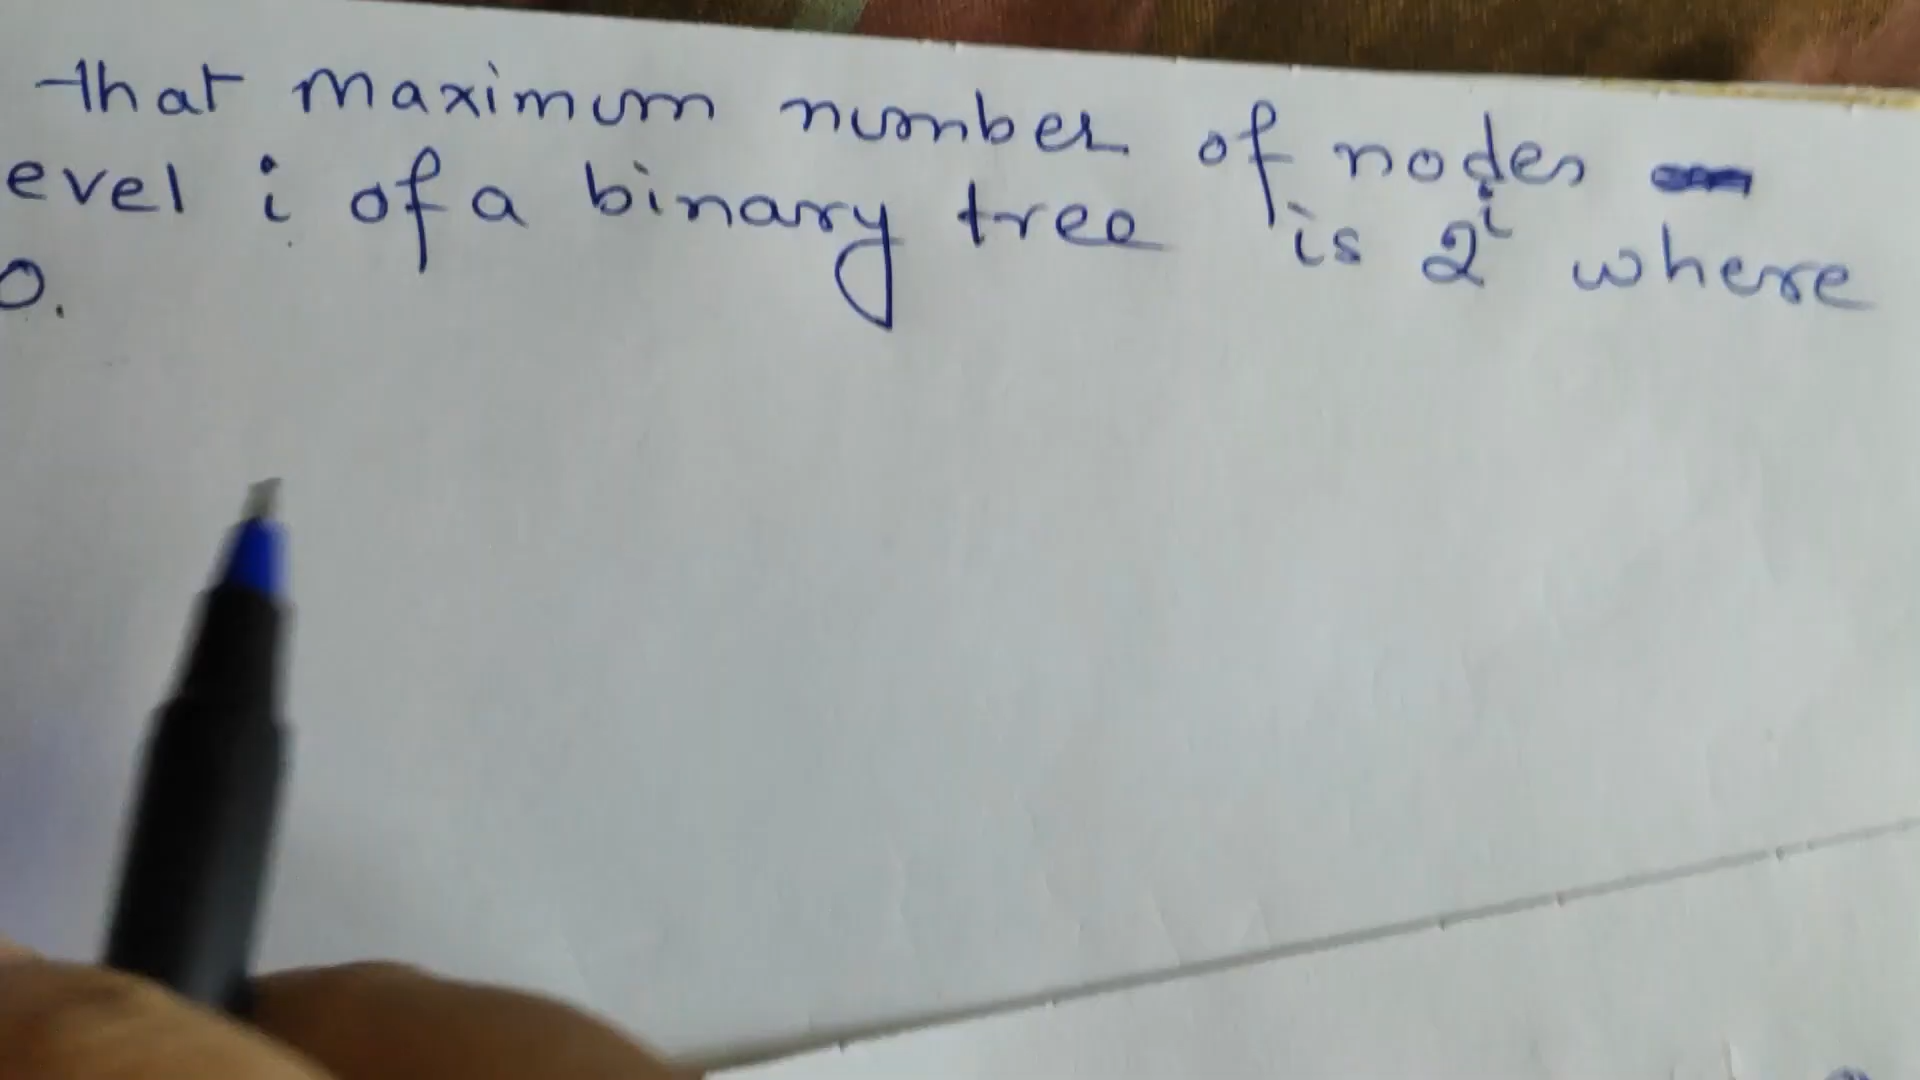 that maximum number of nodes
evel i of a binary tree is 2ⁱ where
0.